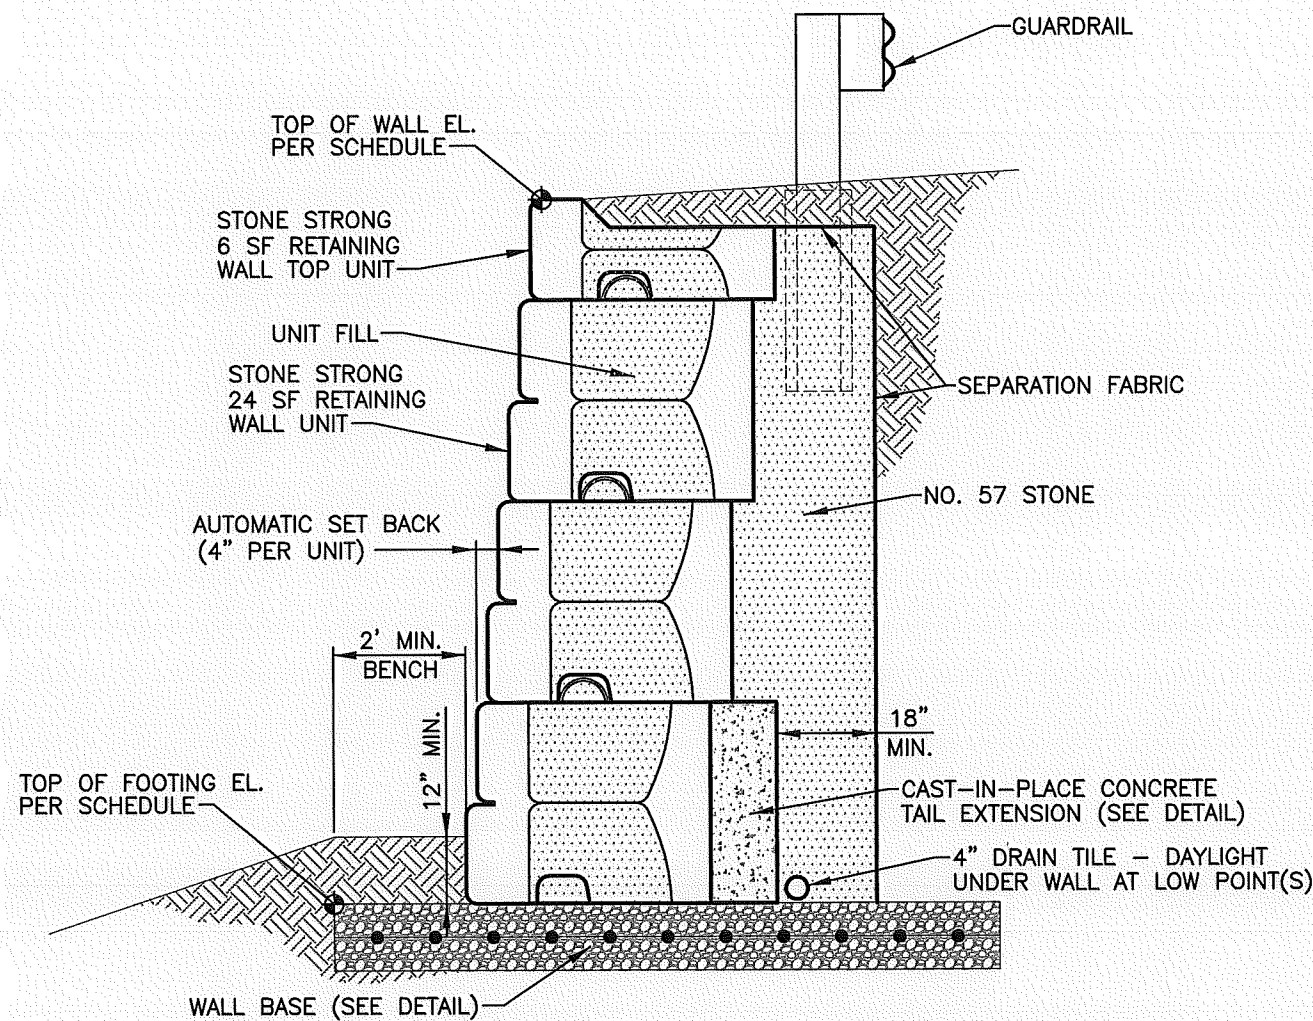 GUARDRAIL
TOP OF WALL EL.
PER SCHEDULE
STONE STRONG
6 SF RETAINING
WALL TOP UNIT
UNIT FILL
STONE STRONG
24 SF RETAINING
WALL UNIT
SEPARATION FABRIC
NO. 57 STONE
AUTOMATIC SET BACK
(4" PER UNIT)
2' MIN.
BENCH
12" MIN.
18"
MIN.
TOP OF FOOTING EL.
PER SCHEDULE
CAST-IN-PLACE CONCRETE
TAIL EXTENSION (SEE DETAIL)
4" DRAIN TILE – DAYLIGHT
UNDER WALL AT LOW POINT(S)
WALL BASE (SEE DETAIL)